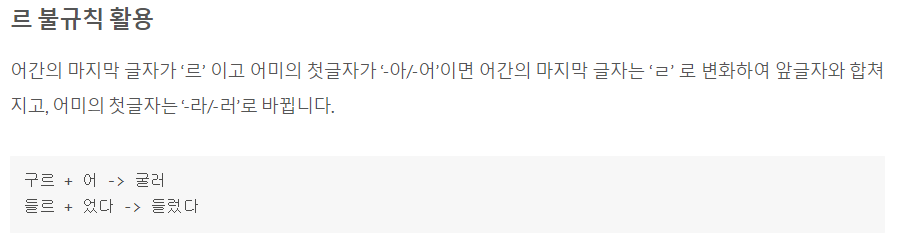 르 불규칙 활용
어간의 마지막 글자가 ‘르’ 이고 어미의 첫글자가 ‘-아/-어’이면 어간의 마지막 글자는 ‘ㄹ’ 로 변화하여 앞글자와 합쳐
지고, 어미의 첫글자는 ‘-라/-러’로 바뀝니다.
구르 + 어 -> 굴러
들르 + 었다 -> 들렀다